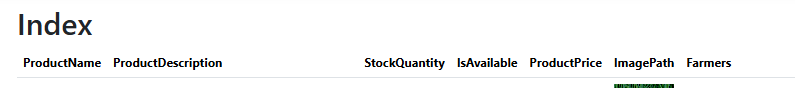 Index
ProductName ProductDescription StockQuantity IsAvailable ProductPrice ImagePath Farmers